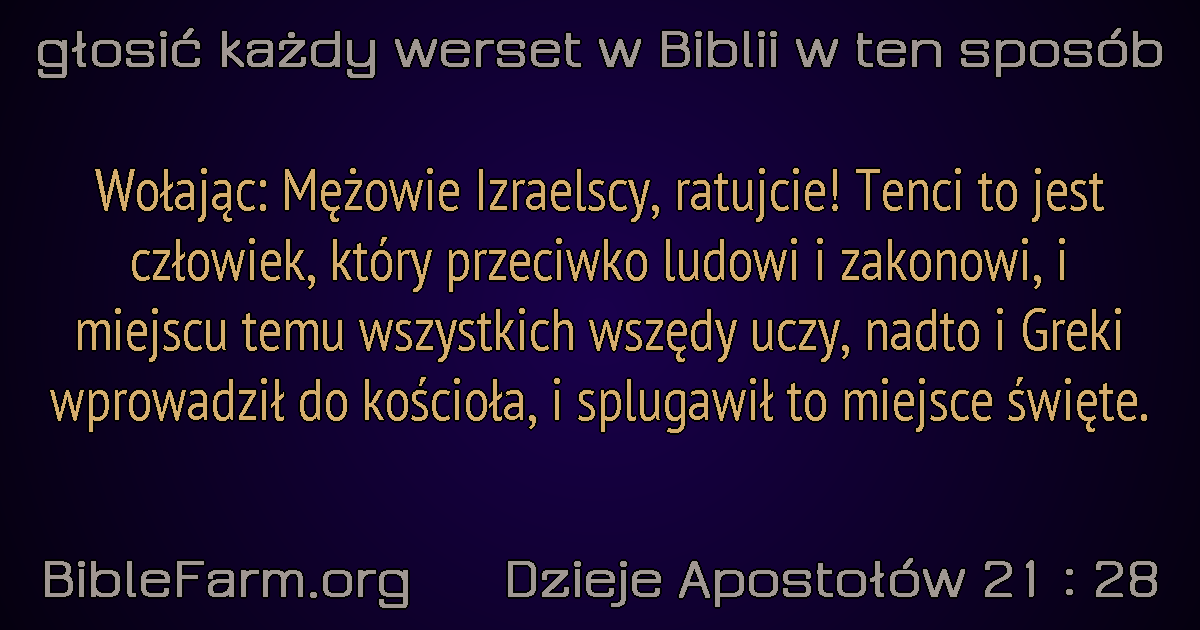 głosić każdy werset w Biblii w ten sposób
Wołając: Mężowie Izraelscy, ratujcie! Tenci to jest
człowiek, który przeciwko ludowi i zakonowi, i
miejscu temu wszystkich wszędy uczy, nadto i Greki
wprowadził do kościoła, i splugawił to miejsce święte.
BibleFarm.org Dzieje Apostołów 21 : 28